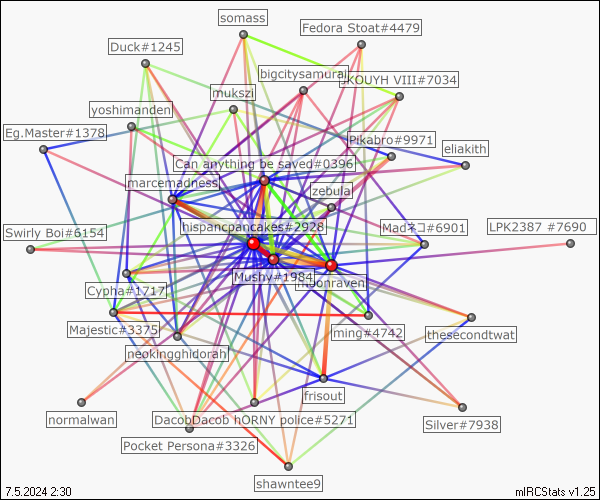 somass
Fedora Stoat#4479
Duck#1245
bigcitysamurai
KOUYH VIII#7034
mukszi
yoshimanden
Eg.Master#1378
Pikabro#9971
eliakith
Can anything be saved#0396
marcemadness
zebula
hispancpancakes#2928
Swirly Boi#6154
Madネコ#6901
LPK2387 #7690
Mushy#1984
moonraven
Cypha#1717
Majestic#3375
ming#4742
thesecondtwat
neokingghidorah
frisout
normalwan
DacobDacob hORNY police#5271
Silver#7938
Pocket Persona#3326
shawntee9
7.5.2024 2:30
mIRCStats v1.25